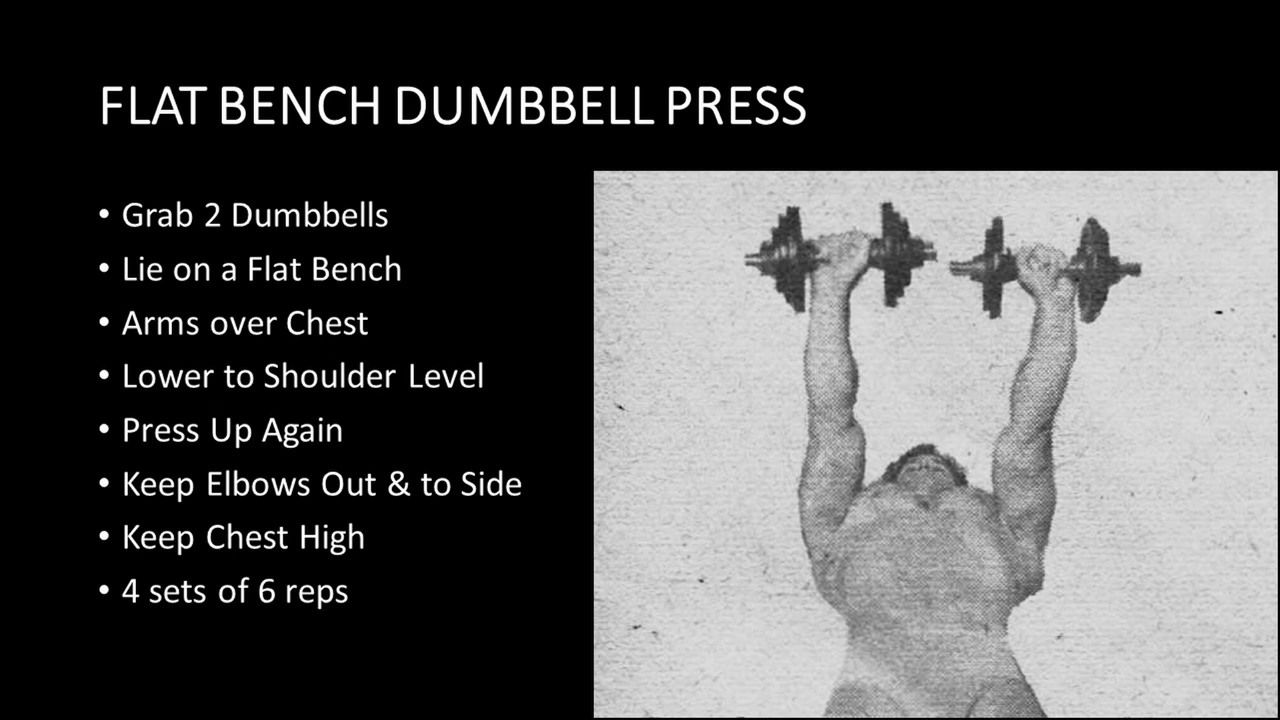 FLAT BENCH DUMBBELL PRESS
• Grab 2 Dumbbells
• Lie on a Flat Bench
• Arms over Chest
• Lower to Shoulder Level
• Press Up Again
• Keep Elbows Out & to Side
• Keep Chest High
• 4 sets of 6 reps